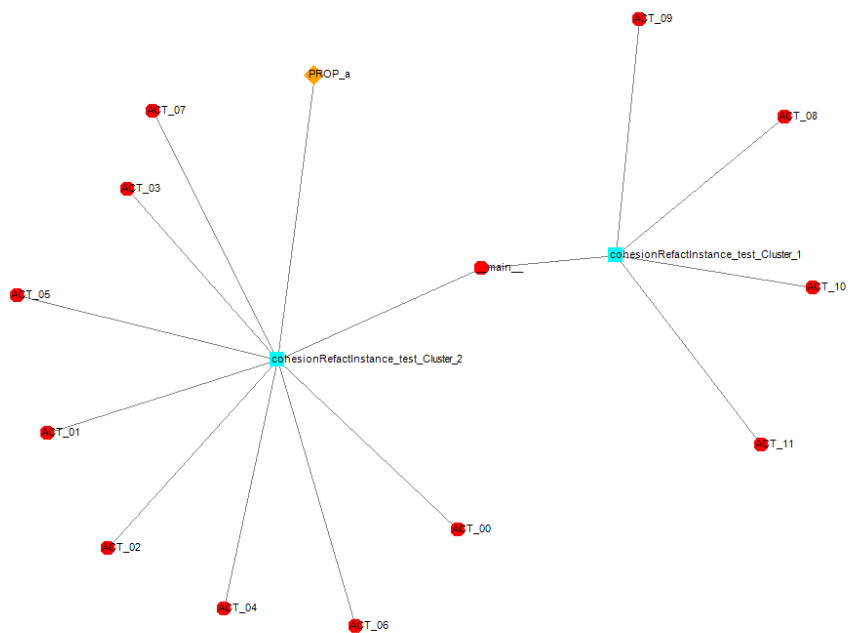 ACT_09
PROP_a
ACT_07
ACT_08
ACT_03
cohesionRefactInstance_test_Cluster_1
__main__
ACT_10
ACT_05
cohesionRefactInstance_test_Cluster_2
ACT_01
ACT_11
ACT_00
ACT_02
ACT_04
ACT_06